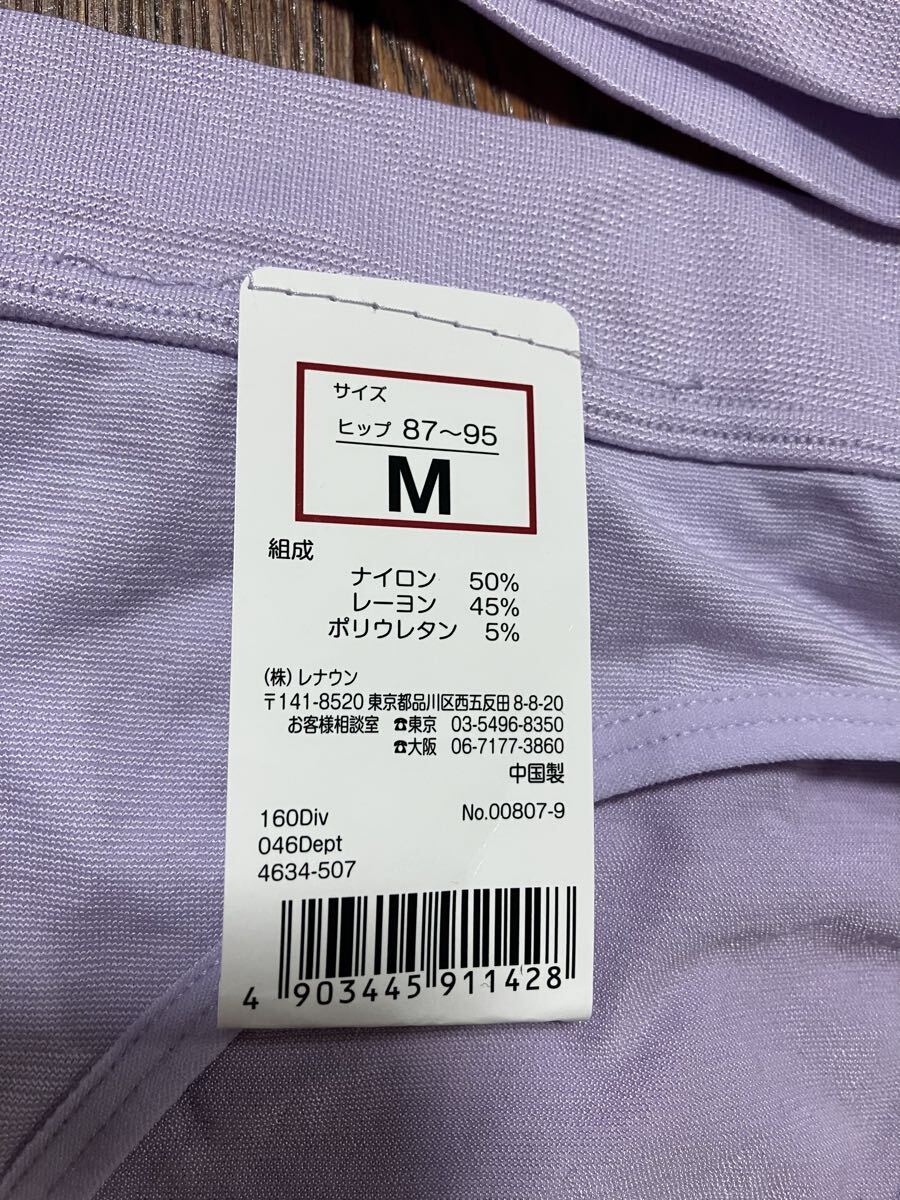 サイズ
ヒップ 87〜95
M
組成
ナイロン 50%
レーヨン 45%
ポリウレタン 5%
(株)レナウン
〒141-8520 東京都品川区西五反田 8-8-20
お客様相談室 ☎東京 03-5496-8350
☎大阪 06-7177-3860
中国製
160Div No.00807-9
046Dept
4634-507
4 903445 911428